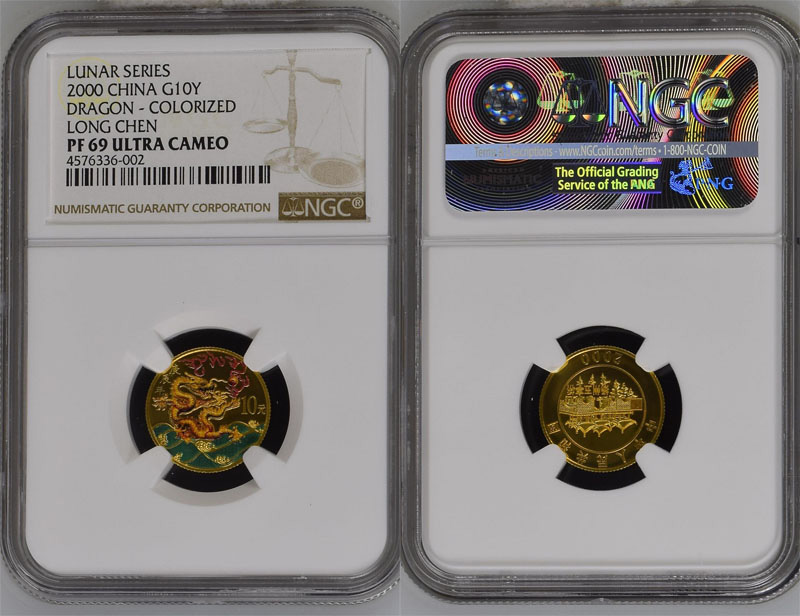 LUNAR SERIES
2000 CHINA G10Y
DRAGON - COLORIZED
LONG CHEN
PF 69 ULTRA CAMEO
4576336-002
NUMISMATIC GUARANTY CORPORATION NGC®
10元
NGC
www.NGCcoin.com/terms • 1-800-NGC-COIN
NUMISMATIC
The Official Grading
Service of the
2000